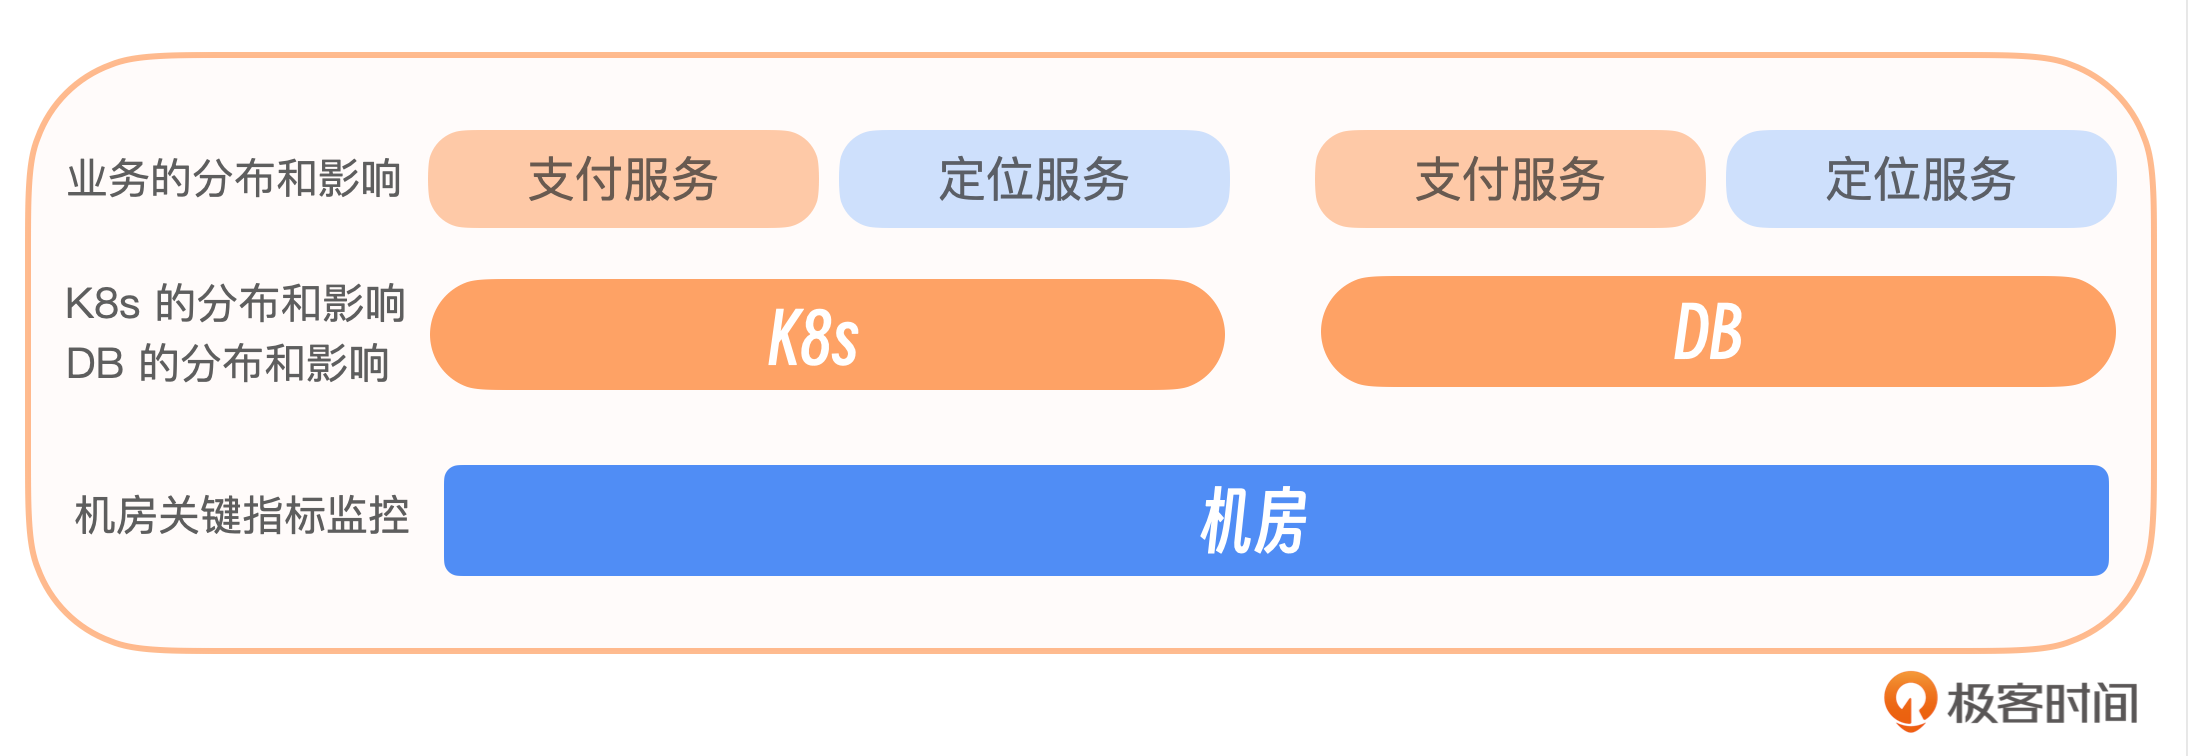 业务的分布和影响
支付服务
定位服务
支付服务
定位服务
K8s 的分布和影响
DB 的分布和影响
K8s
DB
机房关键指标监控
机房
极客时间